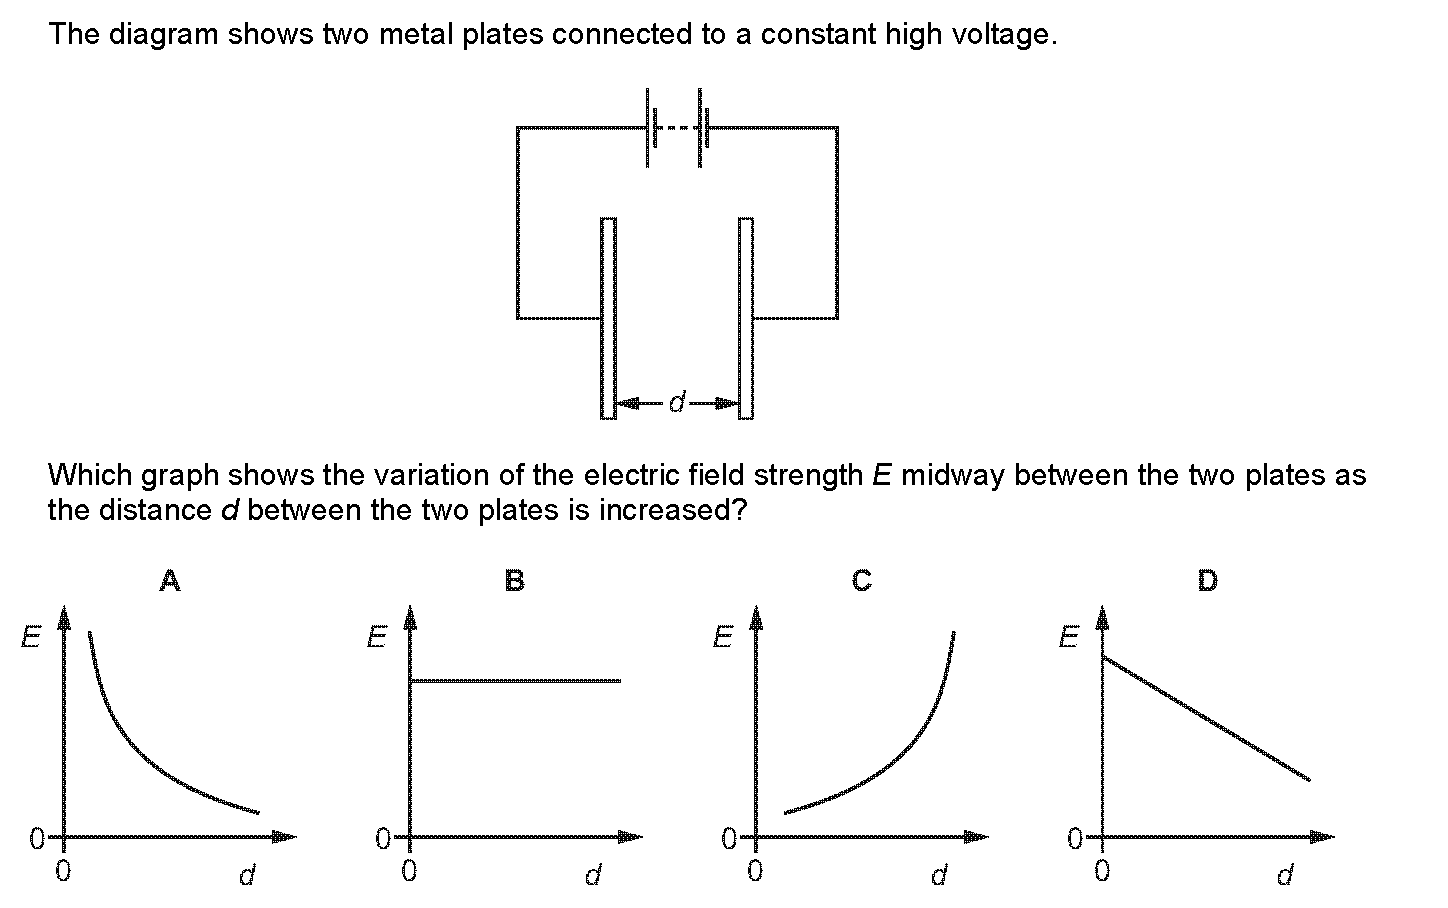 The diagram shows two metal plates connected to a constant high voltage.
d
Which graph shows the variation of the electric field strength E midway between the two plates as
the distance d between the two plates is increased?
A
B
C
D
E
E
E
E
0
0
0
0
0
d
0
d
0
d
0
d